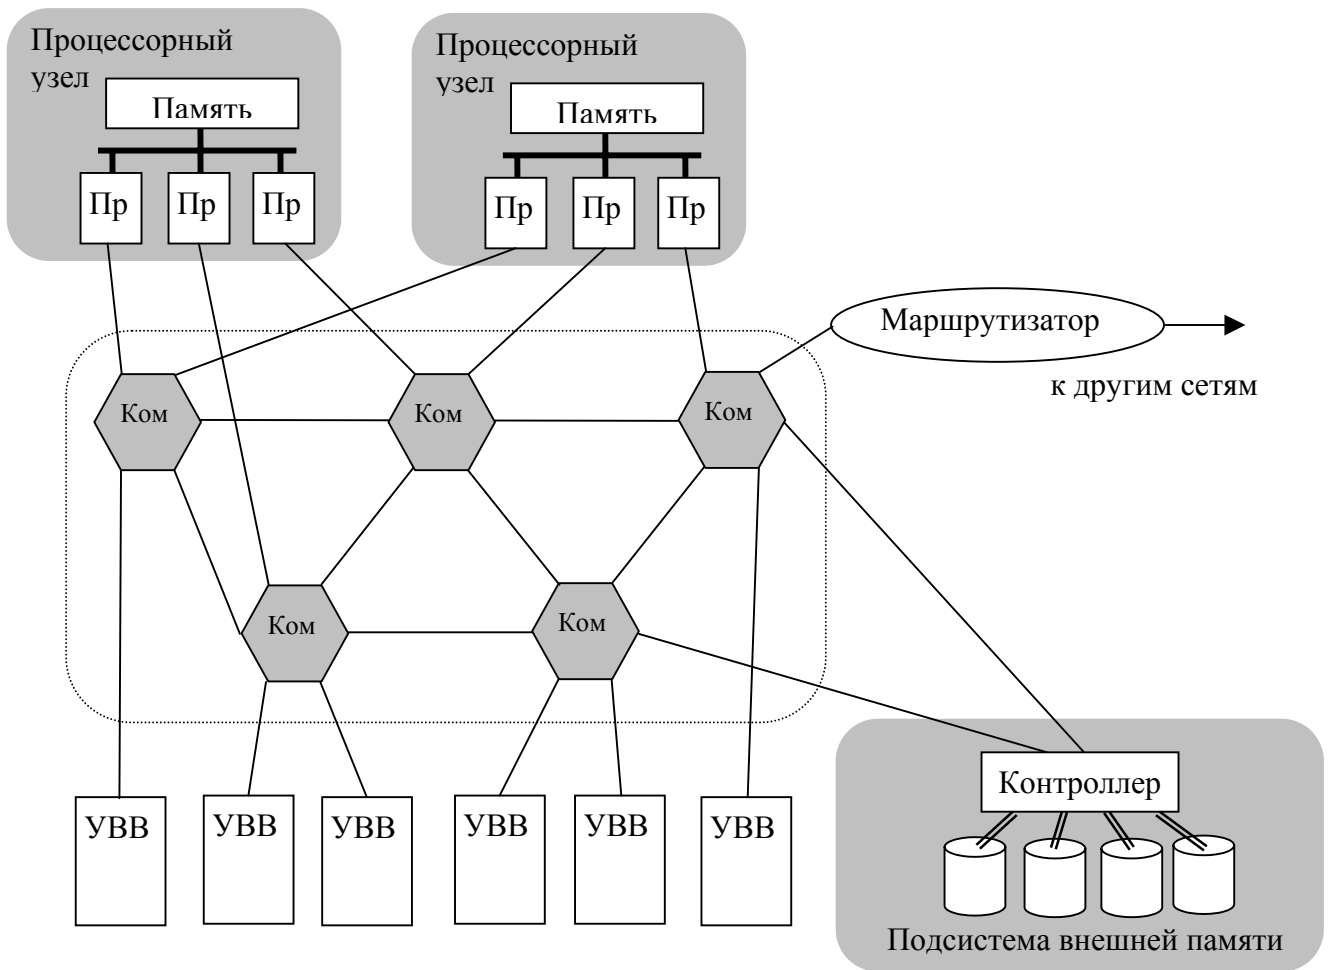 Процессорный
узел
Память
Пр
Пр
Пр
Процессорный
узел
Память
Пр
Пр
Пр
Маршрутизатор
к другим сетям
Ком
Ком
Ком
Ком
Ком
УВВ
УВВ
УВВ
УВВ
УВВ
УВВ
Контроллер
Подсистема внешней памяти